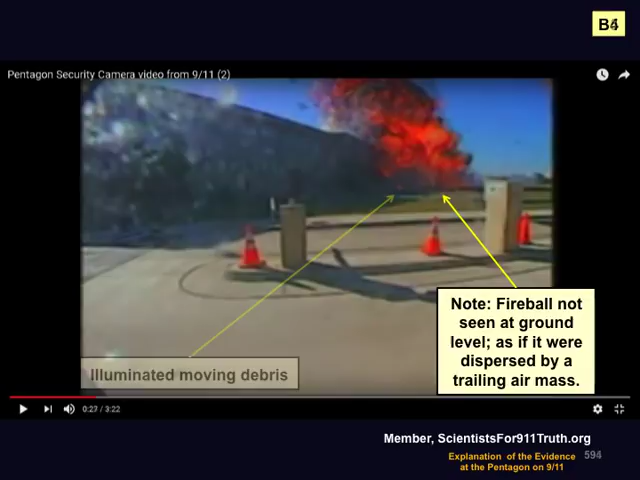 B4
Pentagon Security Camera video from 9/11 (2)
Note: Fireball not
seen at ground
level; as if it were
dispersed by a
trailing air mass.
Illuminated moving debris
0:27 / 3:22
Member, ScientistsFor911Truth.org
Explanation of the Evidence
at the Pentagon on 9/11
594